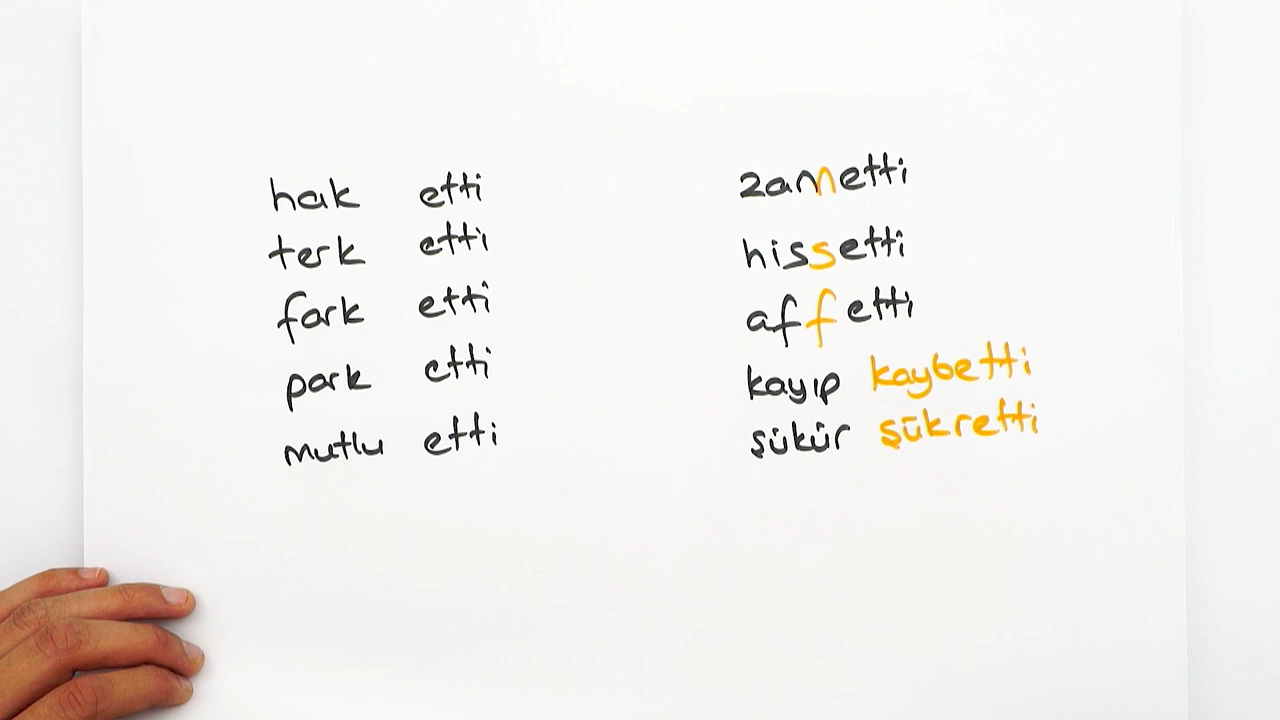 hak etti
terk etti
fark etti
park etti
mutlu etti
zannetti
hissetti
affetti
kayıp kaybetti
şükür şükretti